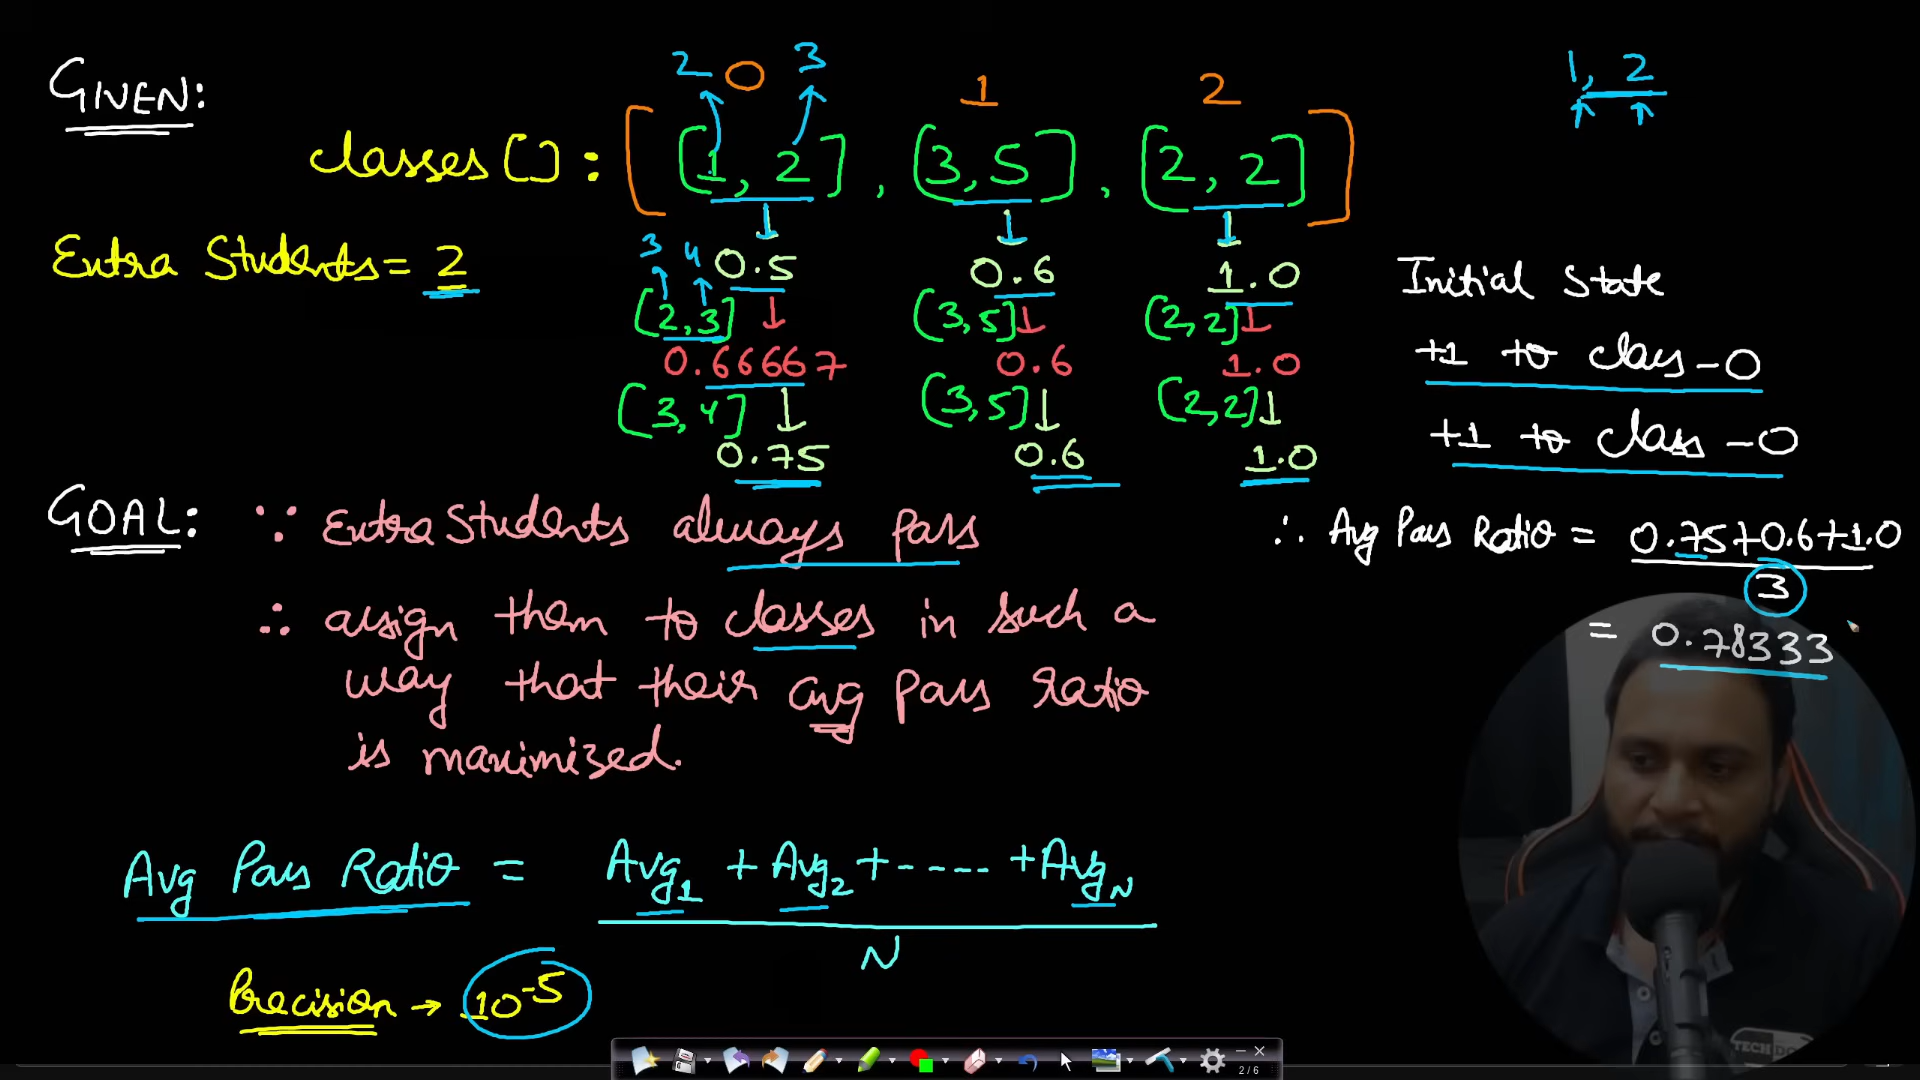 2 0 3 1 2 1, 2
GIVEN:
classes[] : [[1, 2], [3, 5], [2, 2]]
Extra Students = 2
3 4 0.5 0.6 1.0 Initial State
[2,3] [3,5] [2,2]
0.66667 0.6 1.0 +1 to class-0
[3,4] [3,5] [2,2]
+1 to class-0
0.75 0.6 1.0
GOAL: ∵ Extra Students always pass
∴ Avg Pass Ratio = 0.75+0.6+1.0
3
∴ assign them to classes in such a
= 0.78333
way that their avg pass ratio
is maximized.
Avg Pass Ratio = Avg1 + Avg2 +----- +AvgN
N
Precision → 10^-5
TECH DO
2/6